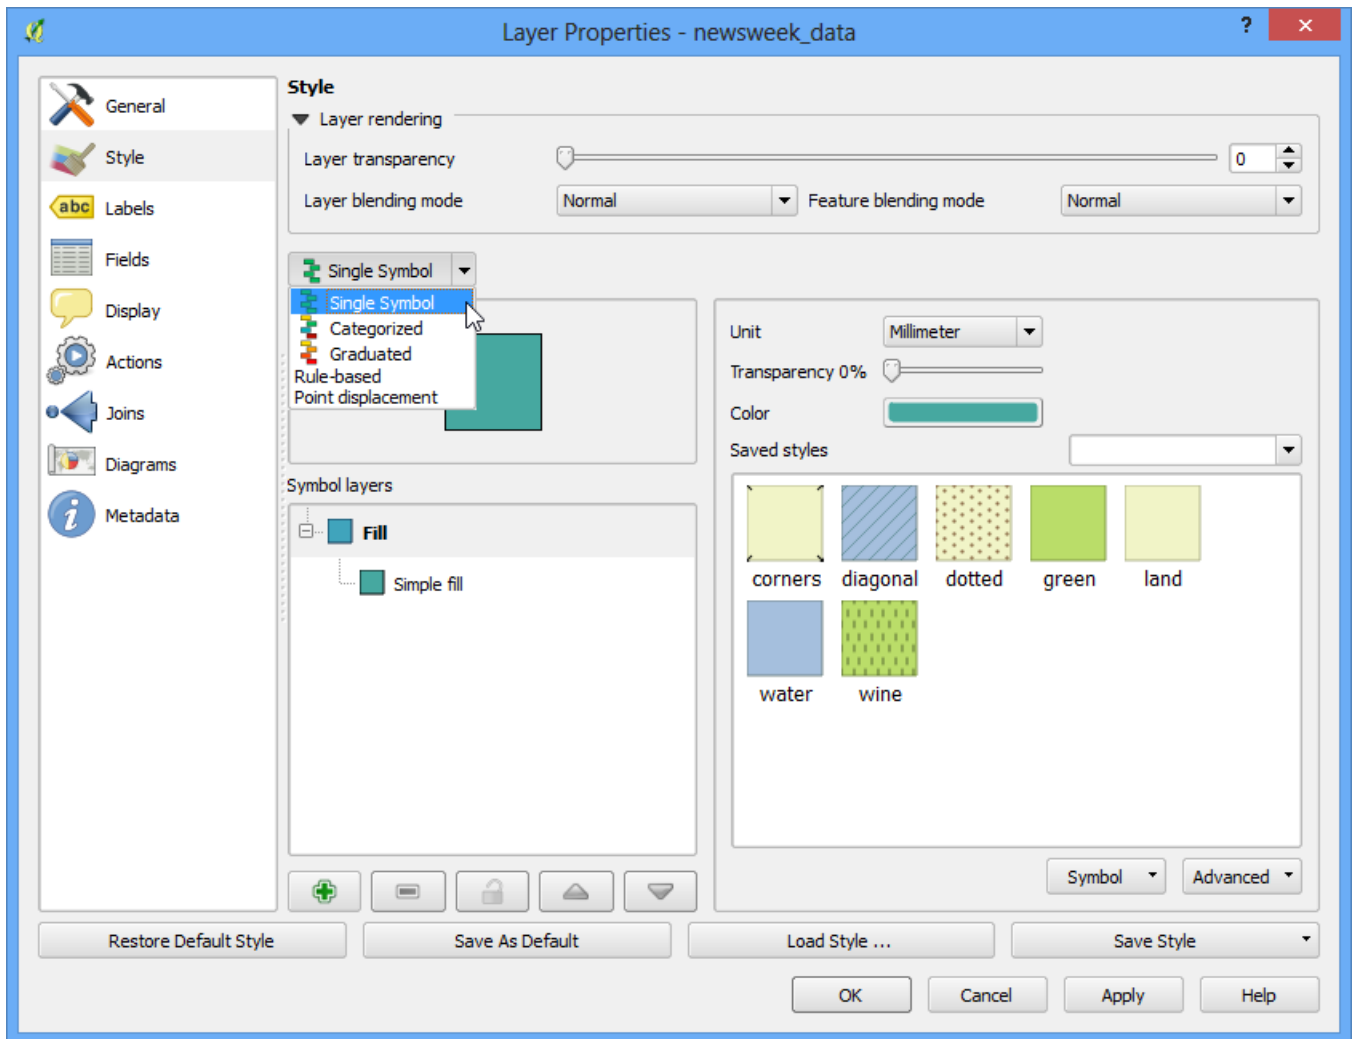 Layer Properties - newsweek_data
?
General
Style
abc Labels
Fields
Display
Actions
Joins
Diagrams
i Metadata
Style
Layer rendering
Layer transparency 0
Layer blending mode Normal Feature blending mode Normal
Single Symbol
Single Symbol
Categorized
Graduated
Rule-based
Point displacement
Symbol layers
Fill
Simple fill
Unit Millimeter
Transparency 0%
Color
Saved styles
corners diagonal dotted green land
water wine
Symbol Advanced
Restore Default Style Save As Default Load Style ... Save Style
OK Cancel Apply Help